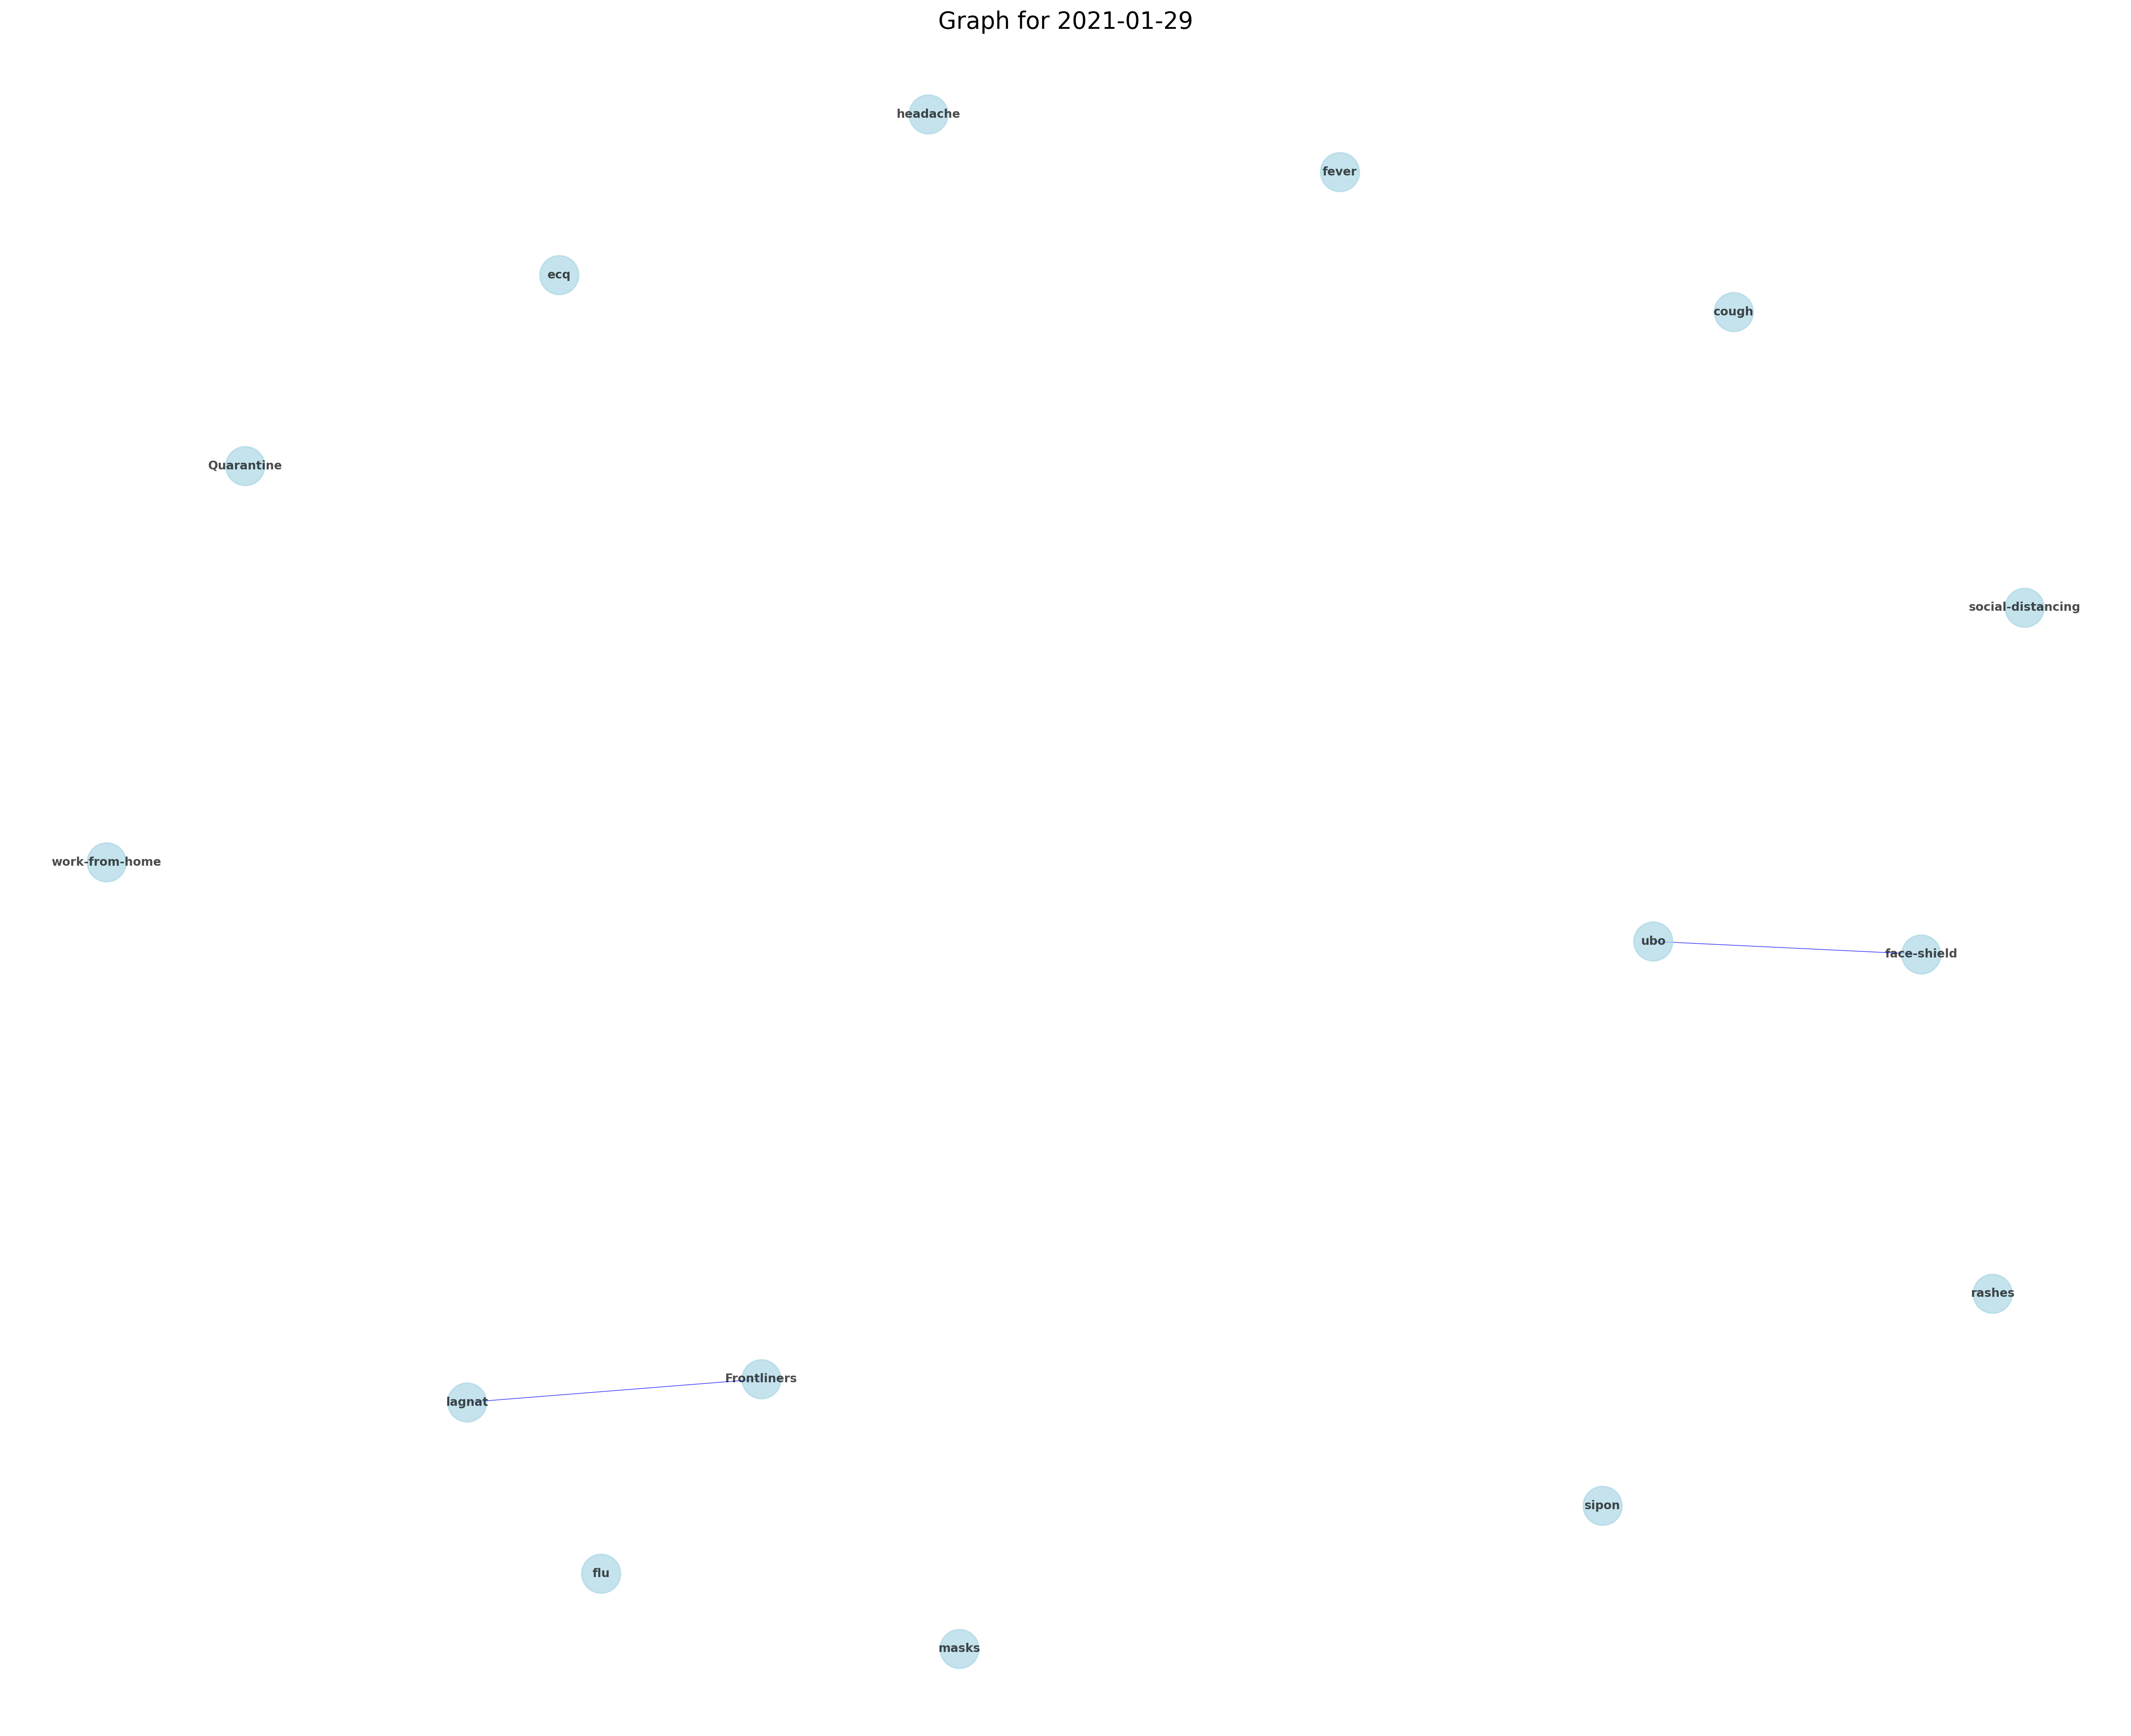 Graph for 2021-01-29
headache
fever
ecq
cough
Quarantine
social-distancing
work-from-home
ubo
face-shield
rashes
Frontliners
lagnat
sipon
flu
masks